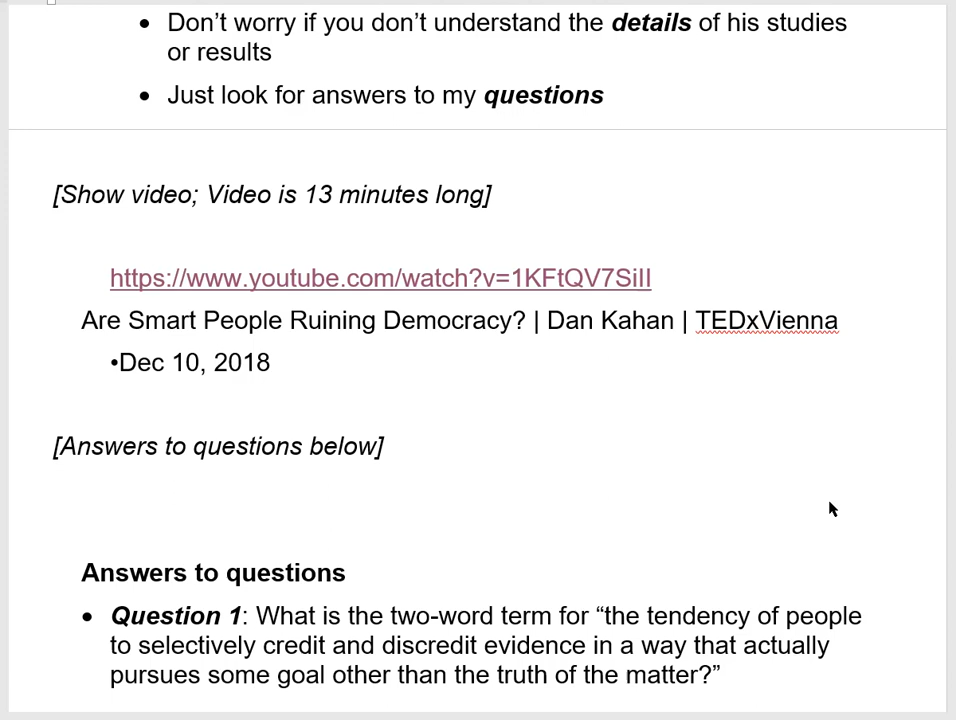 • Don’t worry if you don’t understand the details of his studies
or results
• Just look for answers to my questions
[Show video; Video is 13 minutes long]
https://www.youtube.com/watch?v=1KFtQV7SiII
Are Smart People Ruining Democracy? | Dan Kahan | TEDxVienna
•Dec 10, 2018
[Answers to questions below]
Answers to questions
• Question 1: What is the two-word term for “the tendency of people
to selectively credit and discredit evidence in a way that actually
pursues some goal other than the truth of the matter?”